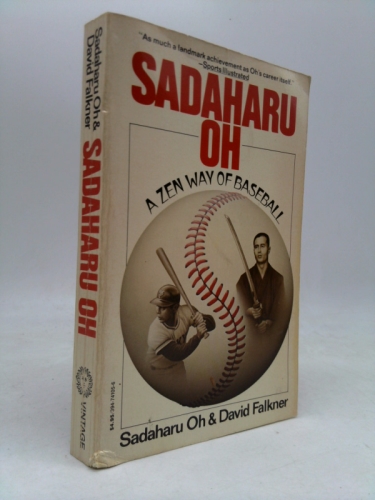 "As much a landmark achievement as Oh's career itself."
—Sports Illustrated
SADAHARU
OH
A ZEN WAY OF BASEBALL
Sadaharu Oh & David Falkner
Sadaharu Oh &
David Falkner
SADAHARU OH
VINTAGE